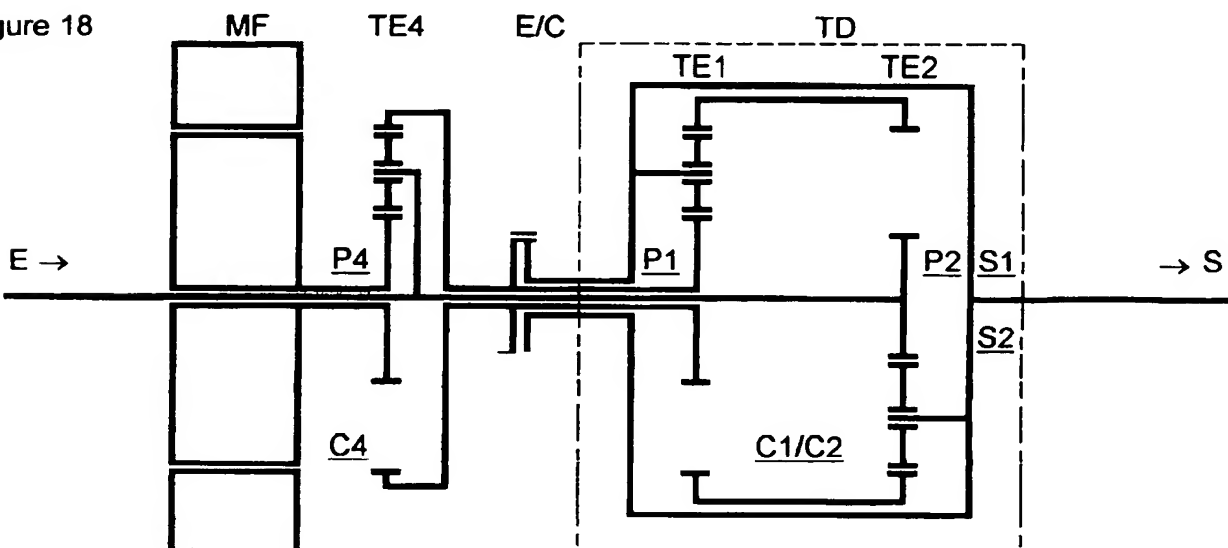 gure 18 MF TE4 E/C TD
TE1 TE2
E → P4 P1 P2 S1 → S
S2
C4 C1/C2